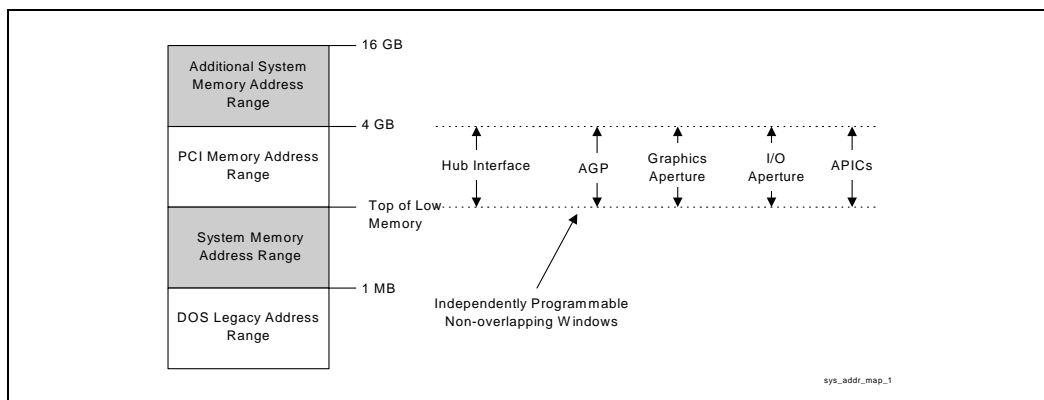 16 GB
Additional System
Memory Address
Range
4 GB
PCI Memory Address
Range
Hub Interface
AGP
Graphics
Aperture
I/O
Aperture
APICs
Top of Low
Memory
System Memory
Address Range
1 MB
DOS Legacy Address
Range
Independently Programmable
Non-overlapping Windows
sys_addr_map_1